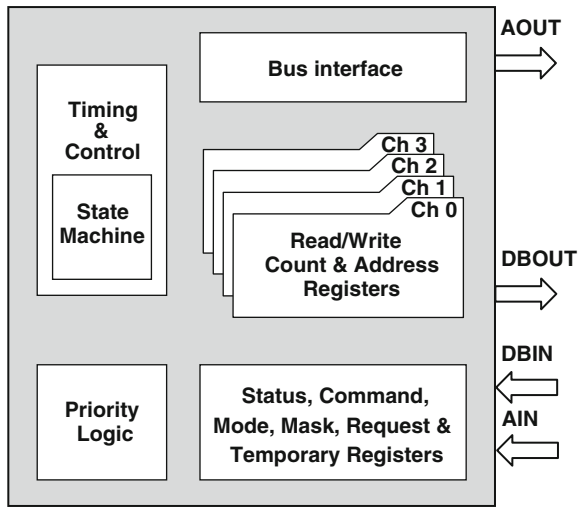 AOUT
Bus interface
Timing
&
Control
State
Machine
Ch 3
Ch 2
Ch 1
Ch 0
Read/Write
Count & Address
Registers
DBOUT
DBIN
AIN
Priority
Logic
Status, Command,
Mode, Mask, Request &
Temporary Registers